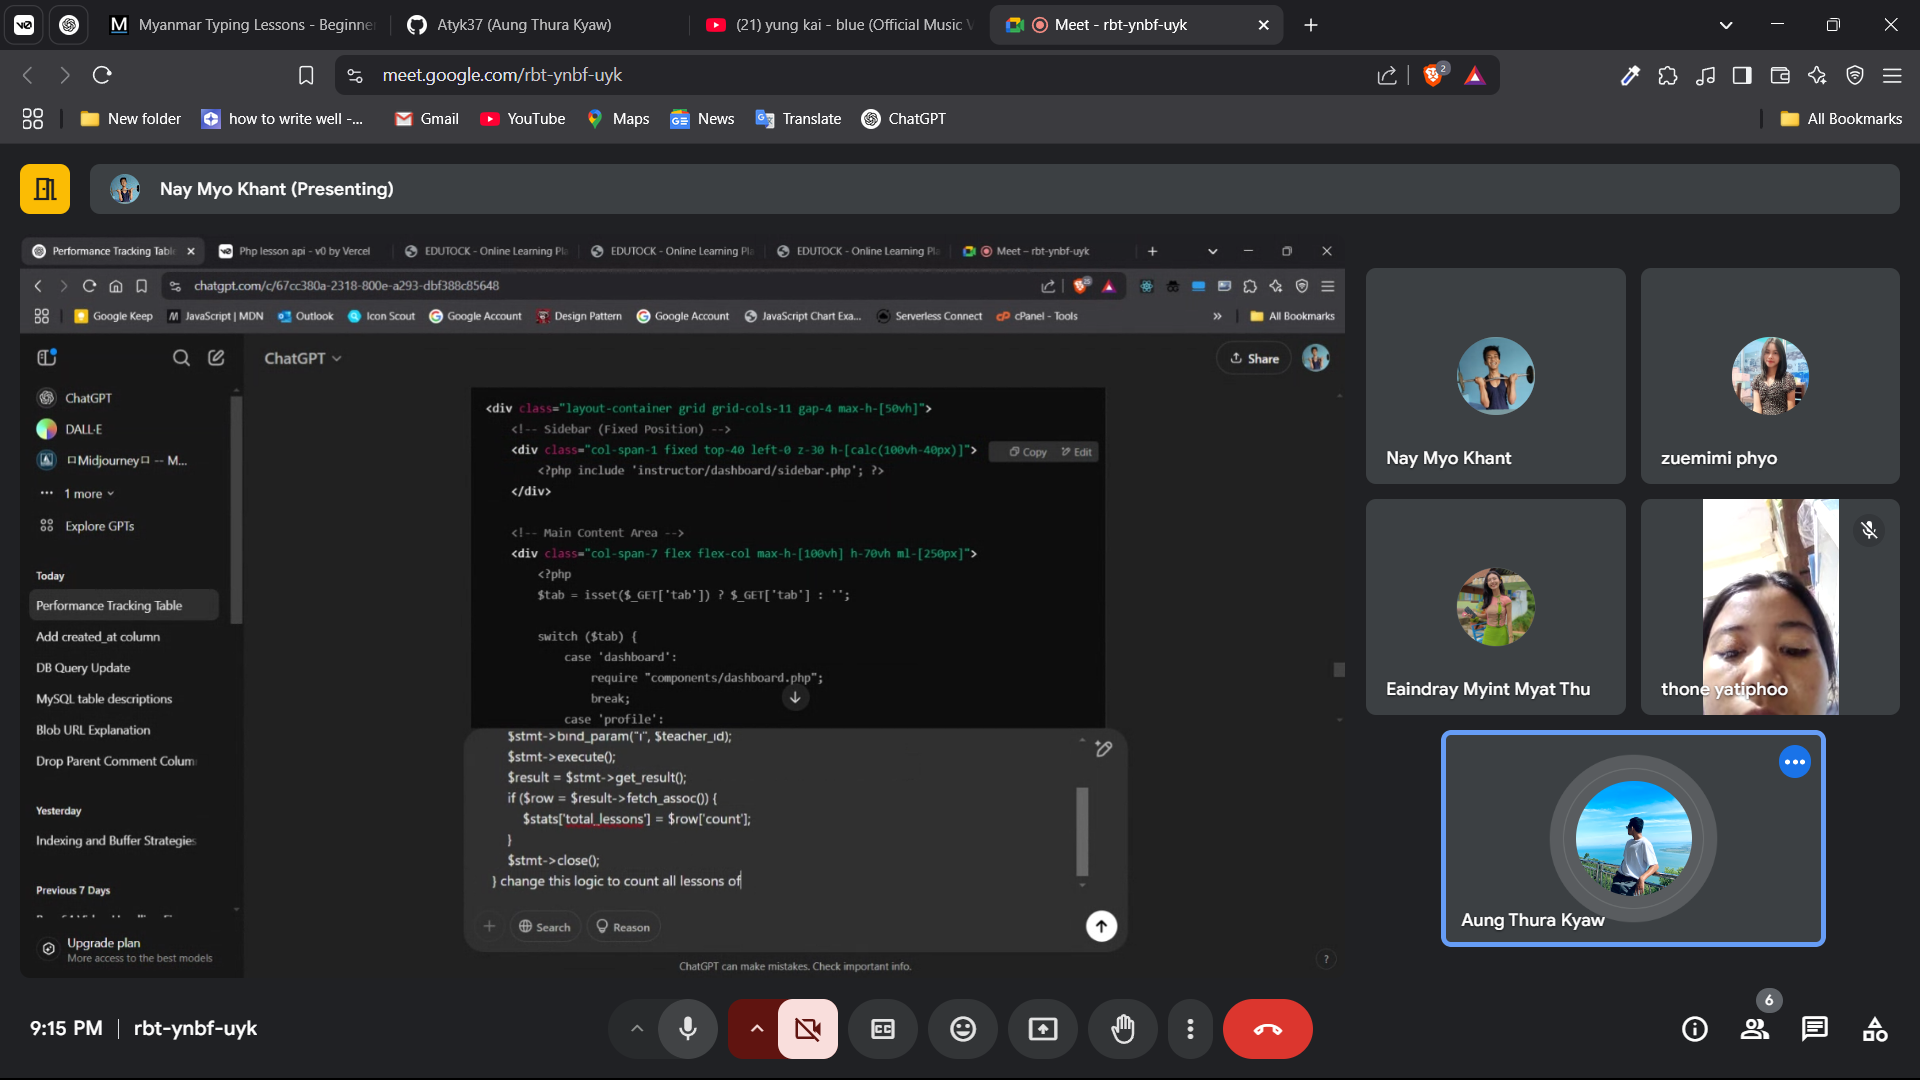 Myanmar Typing Lessons - Beginner
Atyk37 (Aung Thura Kyaw)
(21) yung kai - blue (Official Music V
Meet - rbt-ynbf-uyk
meet.google.com/rbt-ynbf-uyk
2
New folder
how to write well -...
Gmail
YouTube
Maps
News
Translate
ChatGPT
All Bookmarks
Nay Myo Khant (Presenting)
Performance Tracking Table
Php lesson api - v0 by Vercel
EDUTOCK - Online Learning Pla
EDUTOCK - Online Learning Pla
EDUTOCK - Online Learning Pla
Meet – rbt-ynbf-uyk
chatgpt.com/c/67cc380a-2318-800e-a293-dbf388c85648
Google Keep
JavaScript | MDN
Outlook
Icon Scout
Google Account
Design Pattern
Google Account
JavaScript Chart Exa...
Serverless Connect
cPanel - Tools
»
All Bookmarks
ChatGPT
Share
ChatGPT
DALL·E
Midjourney -- M...
1 more
Explore GPTs
Today
Performance Tracking Table
Add created_at column
DB Query Update
MySQL table descriptions
Blob URL Explanation
Drop Parent Comment Colum
Yesterday
Indexing and Buffer Strategies
Previous 7 Days
Upgrade plan
More access to the best models
<div class="layout-container grid grid-cols-11 gap-4 max-h-[50vh]">
<!-- Sidebar (Fixed Position) -->
<div class="col-span-1 fixed top-40 left-0 z-30 h-[calc(100vh-40px)]">
Copy
Edit
<?php include 'instructor/dashboard/sidebar.php'; ?>
</div>
<!-- Main Content Area -->
<div class="col-span-7 flex flex-col max-h-[100vh] h-70vh ml-[250px]">
<?php
$tab = isset($_GET['tab']) ? $_GET['tab'] : '';
switch ($tab) {
case 'dashboard':
require "components/dashboard.php";
break;
case 'profile':
$stmt->bind_param("i", $teacher_id);
$stmt->execute();
$result = $stmt->get_result();
if ($row = $result->fetch_assoc()) {
$stats['total_lessons'] = $row['count'];
}
$stmt->close();
} change this logic to count all lessons of
Search
Reason
ChatGPT can make mistakes. Check important info.
?
Nay Myo Khant
zuemimi phyo
Eaindray Myint Myat Thu
thone yatiphoo
Aung Thura Kyaw
9:15 PM
rbt-ynbf-uyk
6